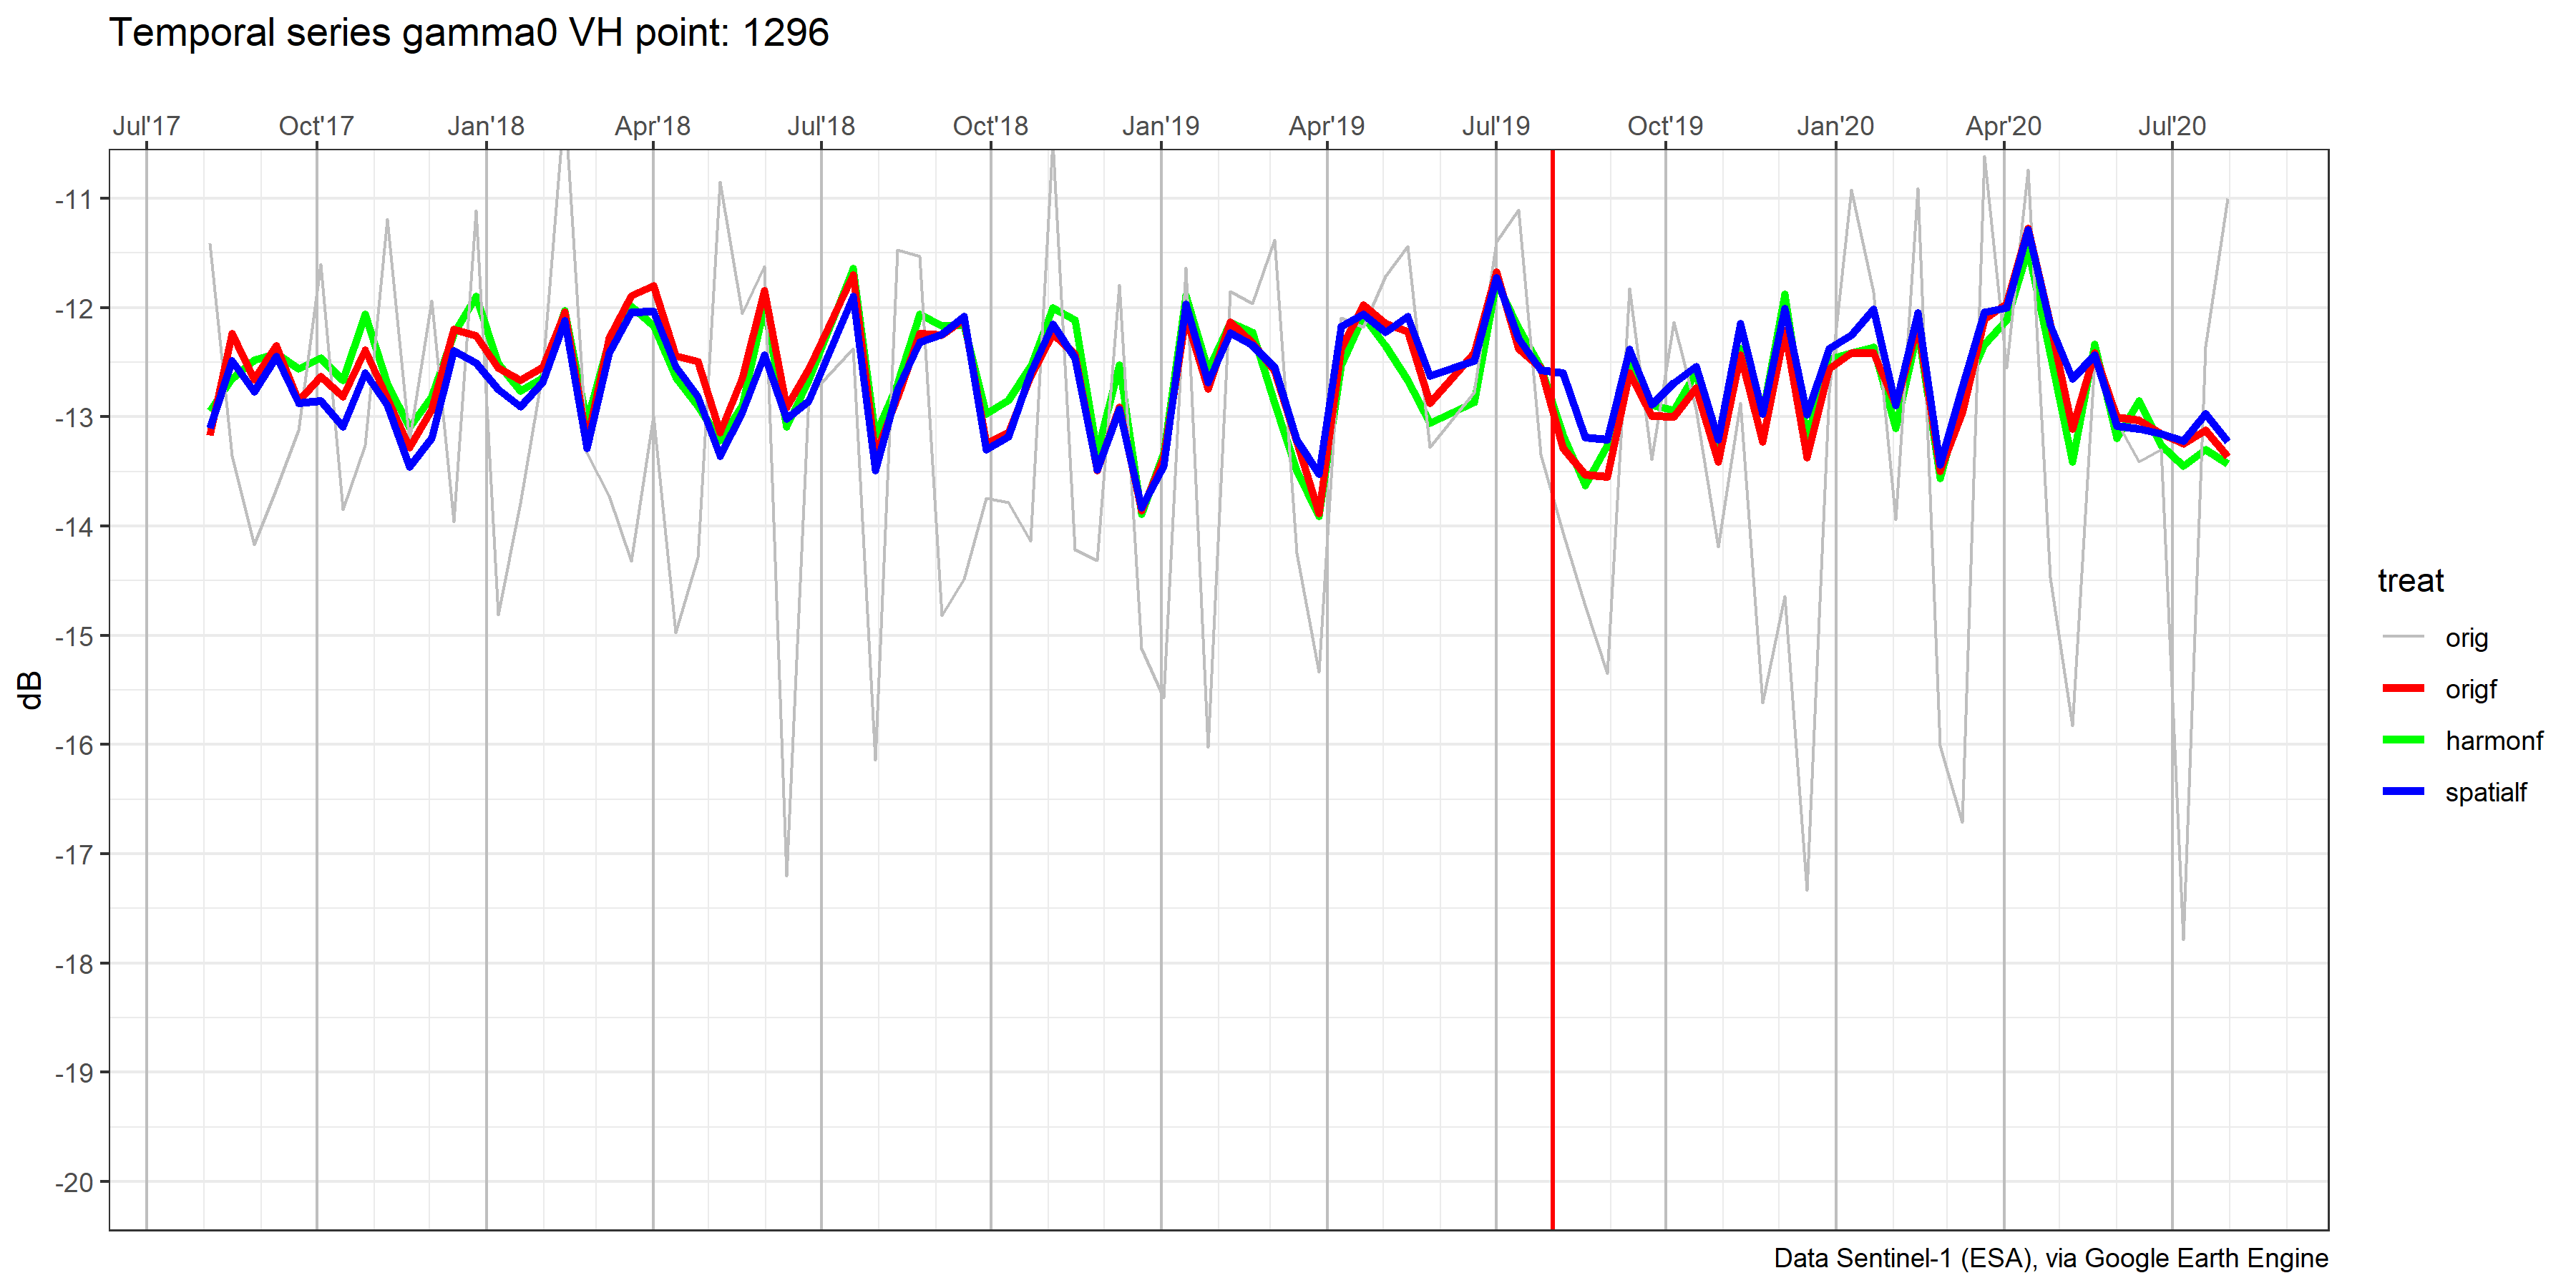 Temporal series gamma0 VH point: 1296
Jul'17 Oct'17 Jan'18 Apr'18 Jul'18 Oct'18 Jan'19 Apr'19 Jul'19 Oct'19 Jan'20 Apr'20 Jul'20
-11
-12
-13
-14
-15
-16
-17
-18
-19
-20
dB
treat
orig
origf
harmonf
spatialf
Data Sentinel-1 (ESA), via Google Earth Engine